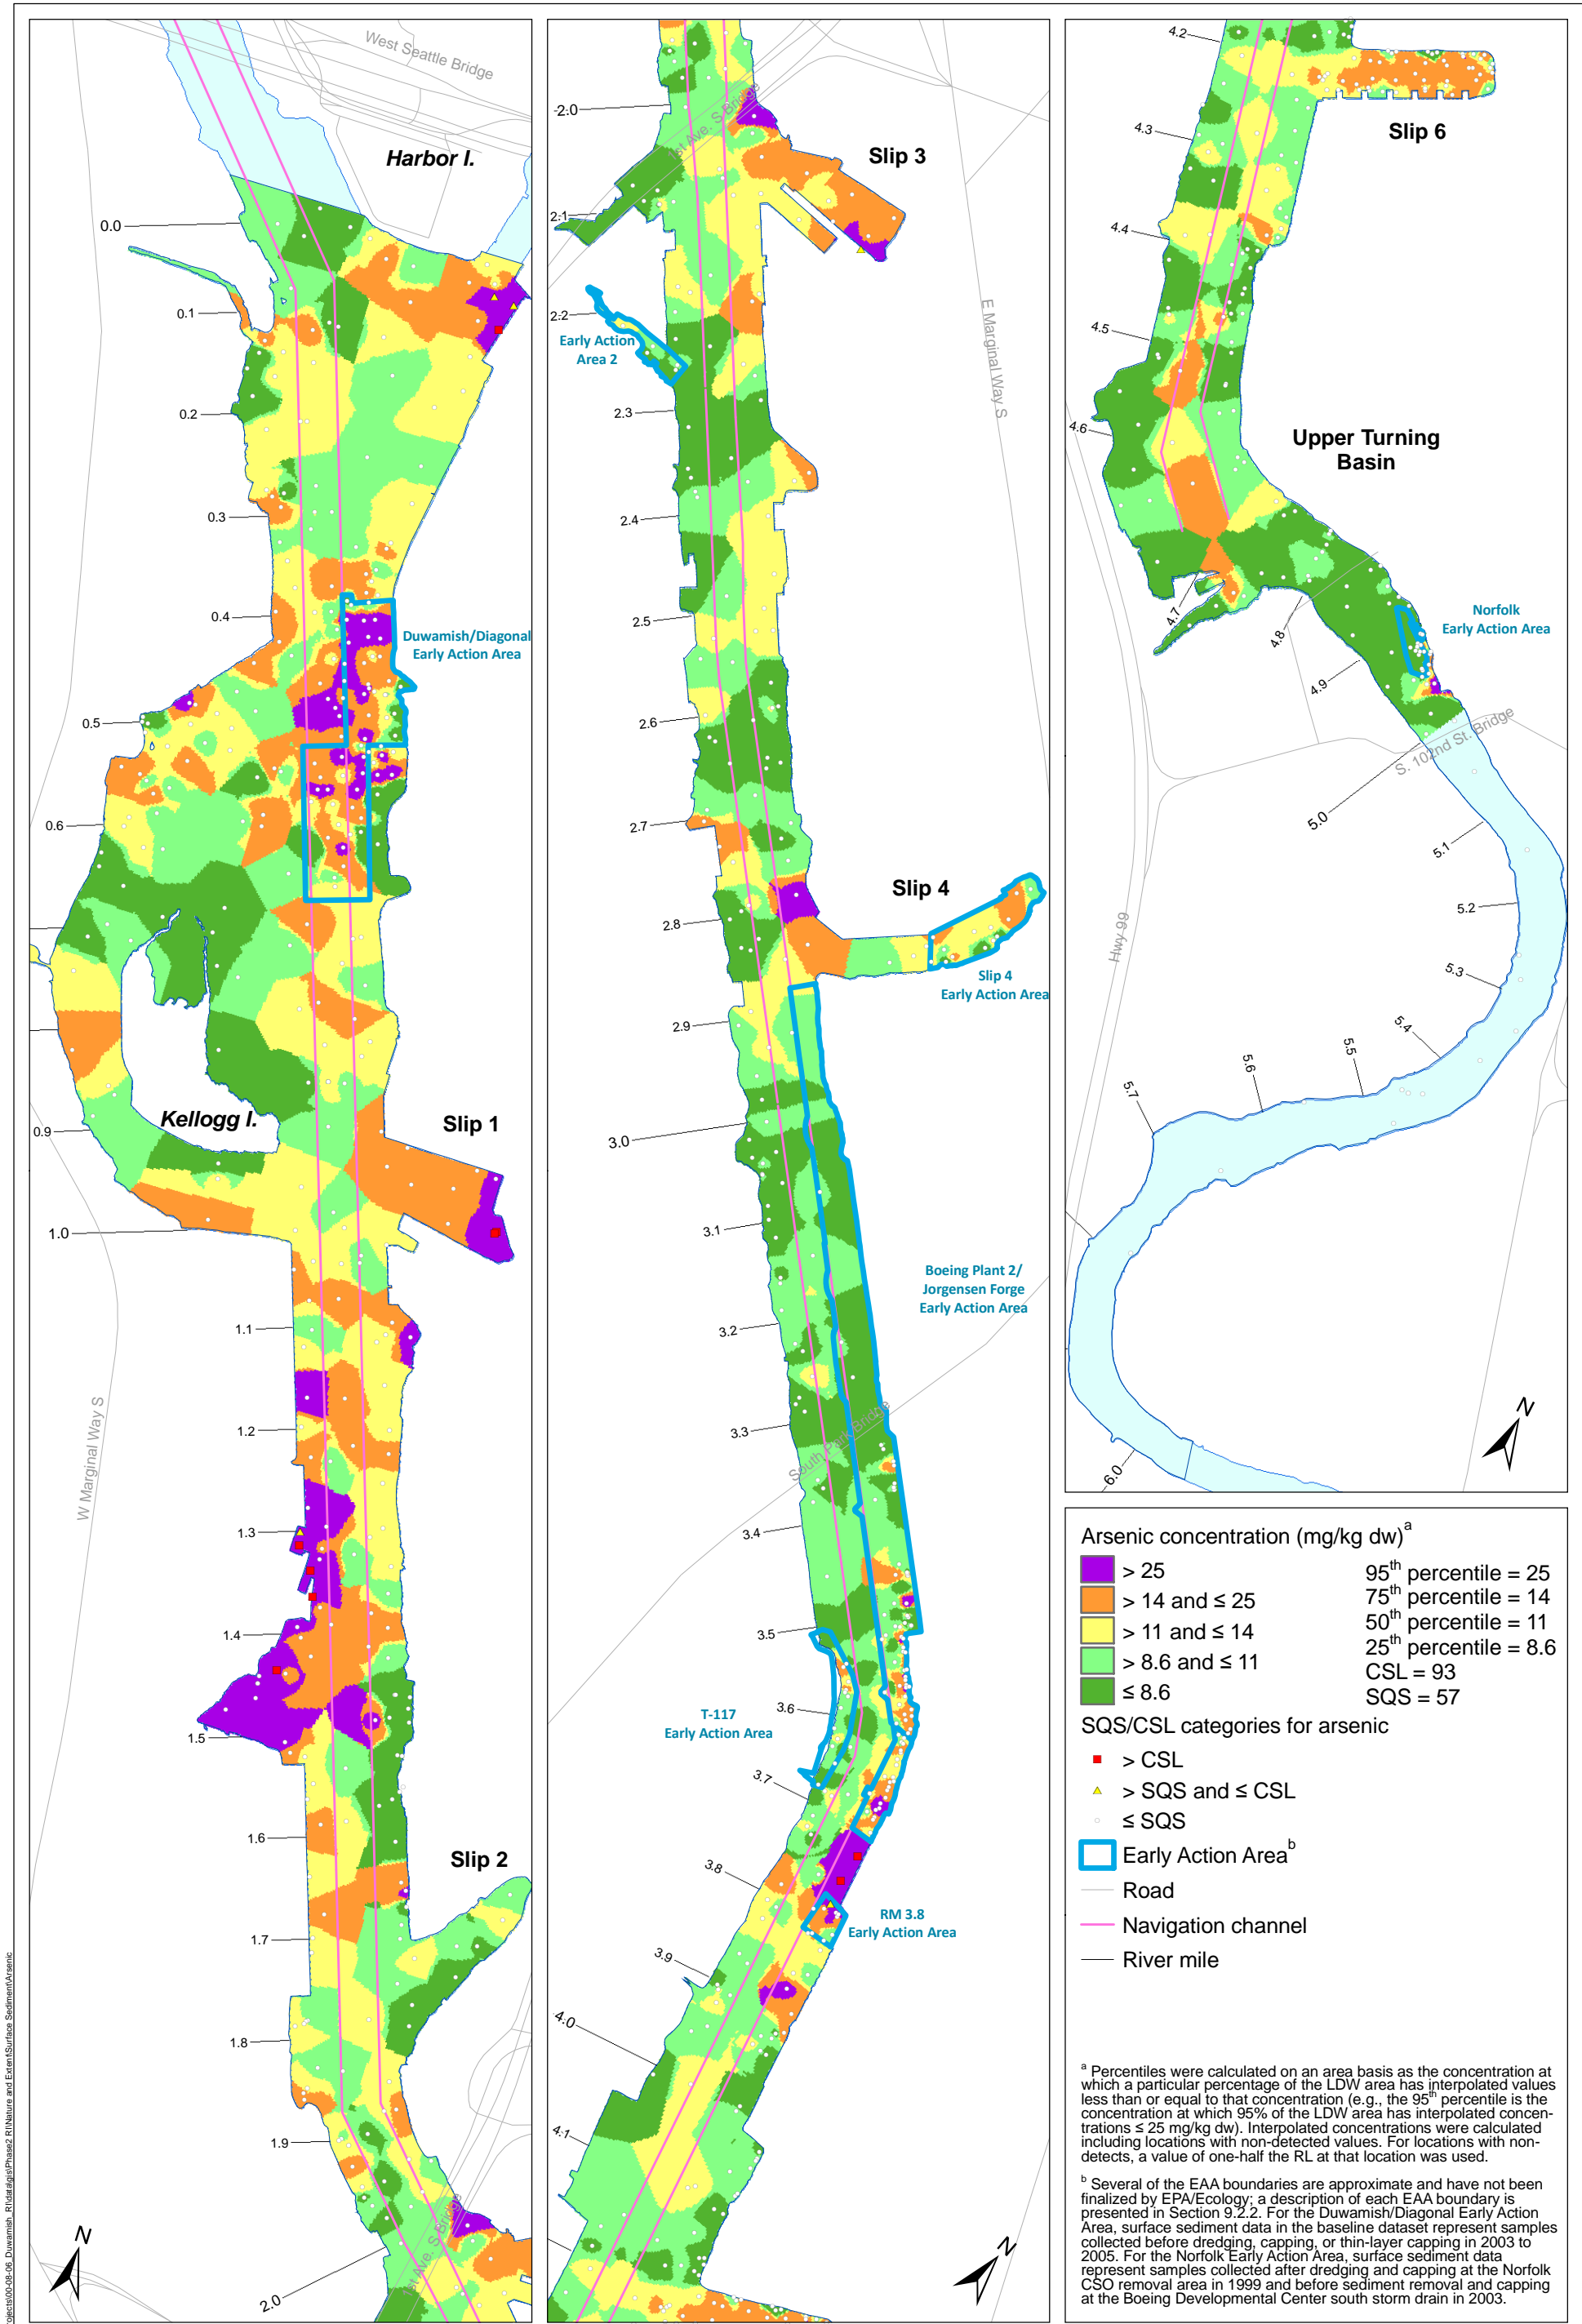 West Seattle Bridge
Harbor I.
0.0
0.1
0.2
0.3
0.4
Duwamish/Diagonal
Early Action Area
0.5
0.6
Kellogg I.
0.9
Slip 1
1.0
1.1
1.2
W Marginal Way S
1.3
1.4
1.5
1.6
Slip 2
1.7
1.8
1.9
1st Ave. S Bridge
2.0
N
2.0
1st Ave. S Bridge
Slip 3
2.1
2.2
Early Action
Area 2
E Marginal Way S
2.3
2.4
2.5
2.6
2.7
Slip 4
2.8
Slip 4
Early Action Area
2.9
3.0
3.1
Boeing Plant 2/
Jorgensen Forge
Early Action Area
3.2
3.3
South Park Bridge
3.4
3.5
3.6
T-117
Early Action Area
3.7
3.8
RM 3.8
Early Action Area
3.9
4.0
4.1
N
4.2
Slip 6
4.3
4.4
4.5
4.6
Upper Turning
Basin
4.7
4.8
Norfolk
Early Action Area
4.9
S. 102nd St. Bridge
5.0
5.1
5.2
Hwy 99
5.3
5.4
5.5
5.6
5.7
6.0
N
Arsenic concentration (mg/kg dw)a
> 25
> 14 and ≤ 25
> 11 and ≤ 14
> 8.6 and ≤ 11
≤ 8.6
95th percentile = 25
75th percentile = 14
50th percentile = 11
25th percentile = 8.6
CSL = 93
SQS = 57
SQS/CSL categories for arsenic
> CSL
> SQS and ≤ CSL
≤ SQS
Early Action Areab
Road
Navigation channel
River mile
a Percentiles were calculated on an area basis as the concentration at
which a particular percentage of the LDW area has interpolated values
less than or equal to that concentration (e.g., the 95th percentile is the
concentration at which 95% of the LDW area has interpolated concen-
trations ≤ 25 mg/kg dw). Interpolated concentrations were calculated
including locations with non-detected values. For locations with non-
detects, a value of one-half the RL at that location was used.
b Several of the EAA boundaries are approximate and have not been
finalized by EPA/Ecology; a description of each EAA boundary is
presented in Section 9.2.2. For the Duwamish/Diagonal Early Action
Area, surface sediment data in the baseline dataset represent samples
collected before dredging, capping, or thin-layer capping in 2003 to
2005. For the Norfolk Early Action Area, surface sediment data
represent samples collected after dredging and capping at the Norfolk
CSO removal area in 1999 and before sediment removal and capping
at the Boeing Developmental Center south storm drain in 2003.